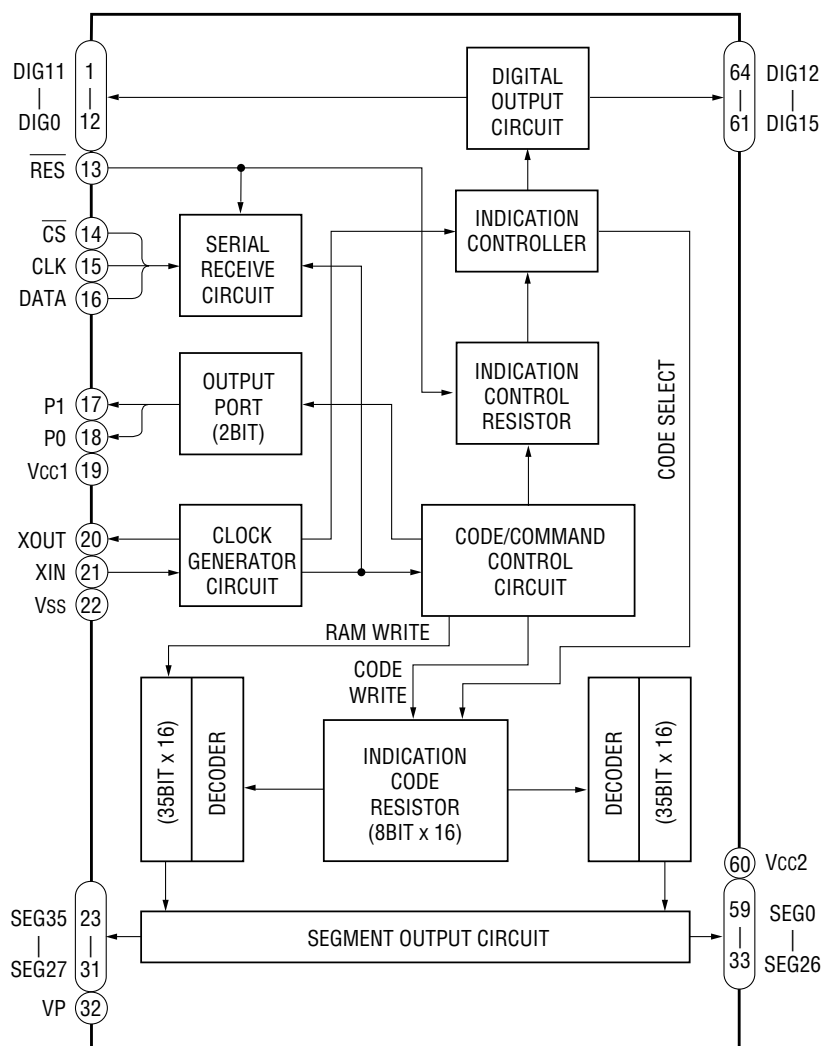 DIG11
|
DIG0
1
|
12
DIGITAL
OUTPUT
CIRCUIT
64
|
61
DIG12
|
DIG15
RES
13
CS
14
CLK
15
DATA
16
SERIAL
RECEIVE
CIRCUIT
INDICATION
CONTROLLER
P1
17
P0
18
VCC1
19
OUTPUT
PORT
(2BIT)
INDICATION
CONTROL
RESISTOR
CODE SELECT
XOUT
20
XIN
21
VSS
22
CLOCK
GENERATOR
CIRCUIT
CODE/COMMAND
CONTROL
CIRCUIT
RAM WRITE
CODE
WRITE
(35BIT x 16)
DECODER
INDICATION
CODE
RESISTOR
(8BIT x 16)
DECODER
(35BIT x 16)
60
VCC2
SEG35
|
SEG27
23
|
31
SEGMENT OUTPUT CIRCUIT
59
|
33
SEG0
|
SEG26
VP
32